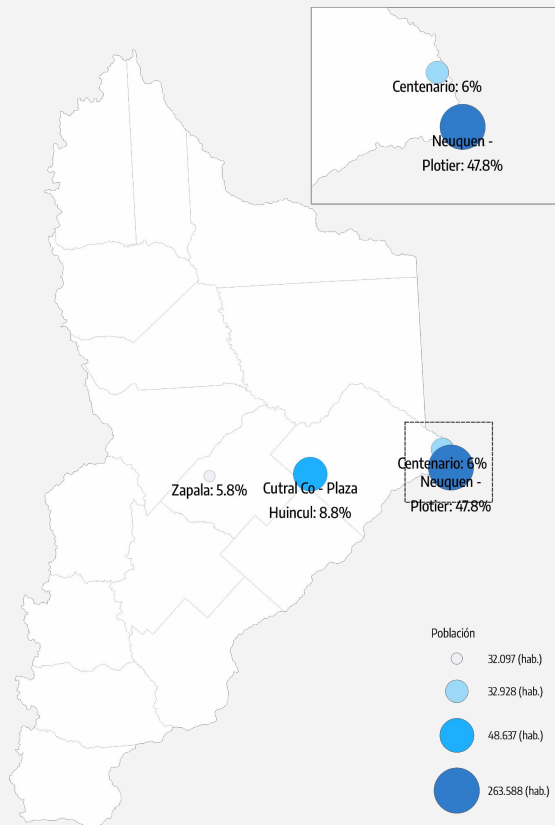 Centenario: 6%
Neuquen -
Plotier: 47.8%
Zapala: 5.8%
Cutral Co - Plaza
Huincul: 8.8%
Centenario: 6%
Neuquen -
Plotier: 47.8%
Población
32.097 (hab.)
32.928 (hab.)
48.637 (hab.)
263.588 (hab.)